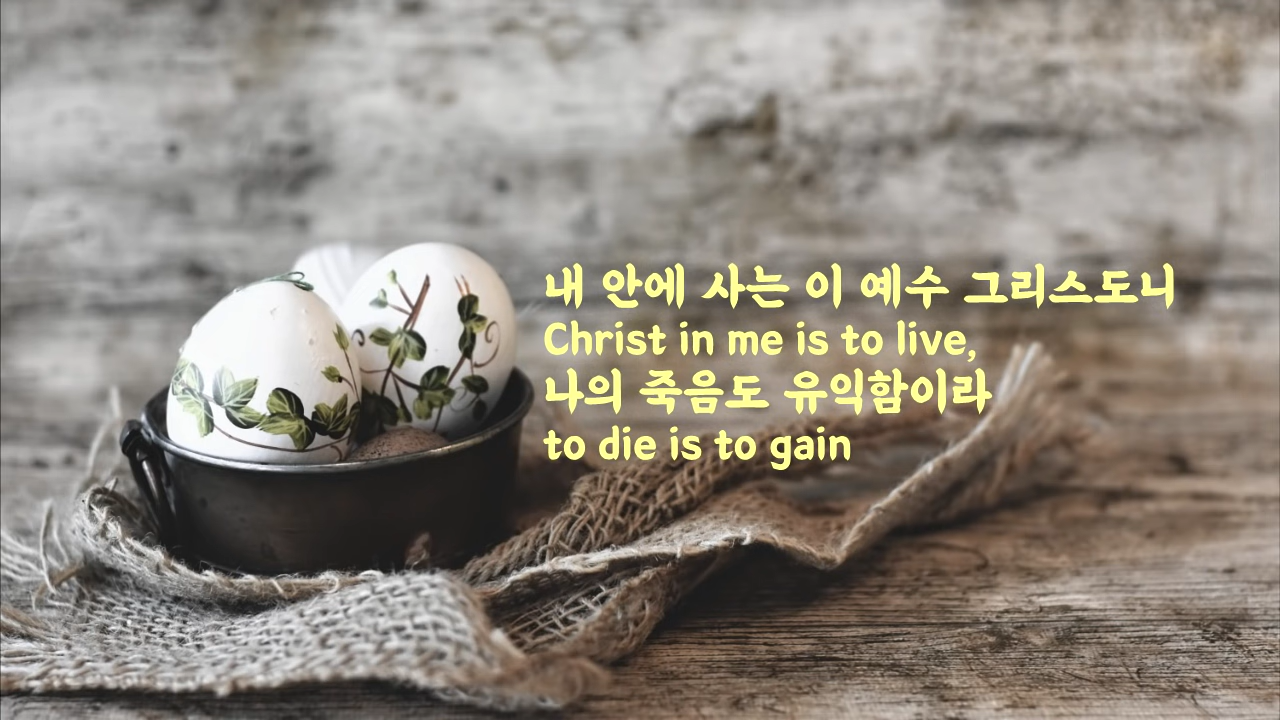 내 안에 사는 이 예수 그리스도니
Christ in me is to live,
나의 죽음도 유익함이라
to die is to gain